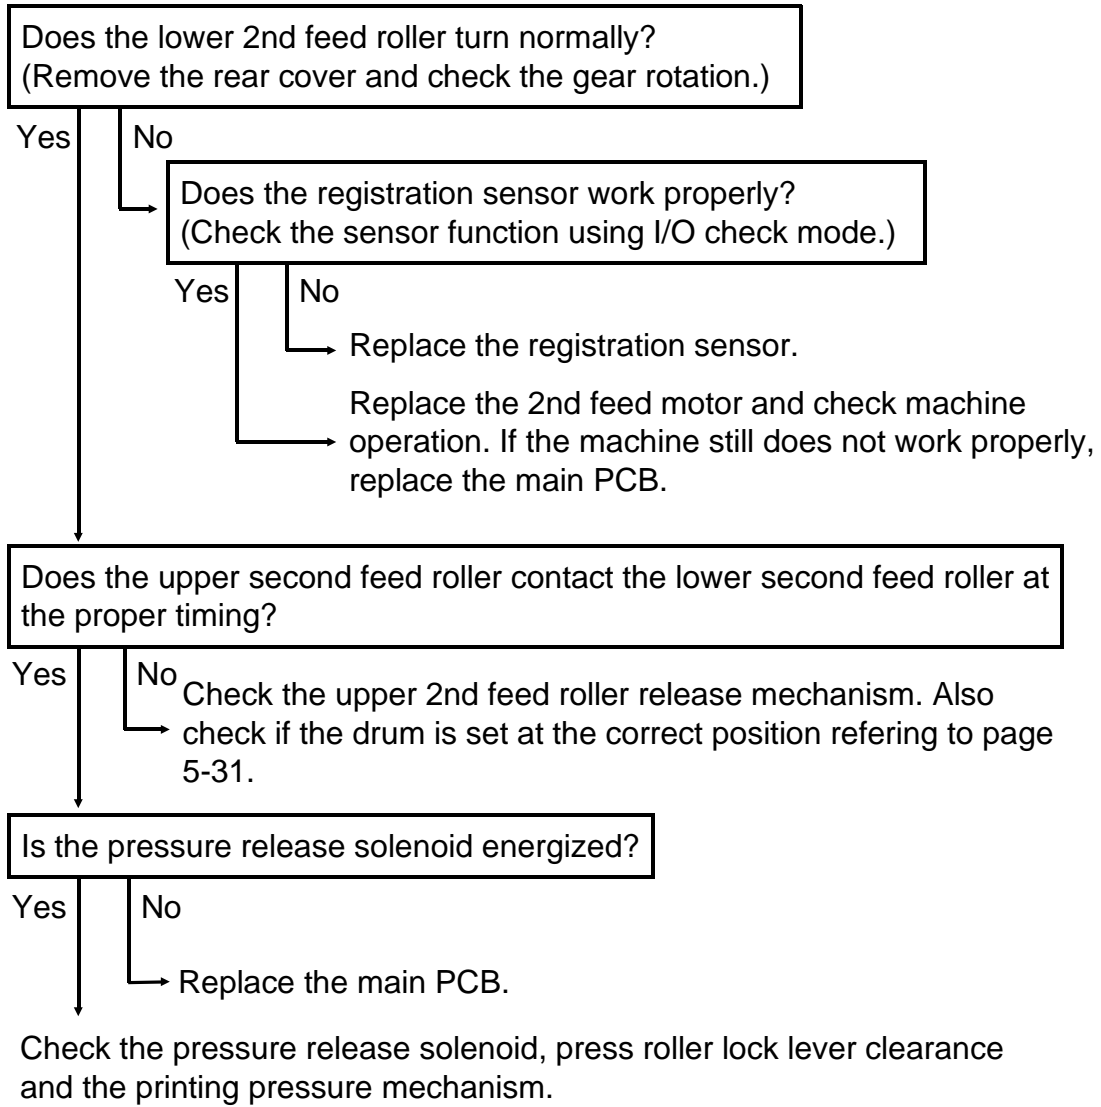 Does the lower 2nd feed roller turn normally?
(Remove the rear cover and check the gear rotation.)
Yes
No
Does the registration sensor work properly?
(Check the sensor function using I/O check mode.)
Yes
No
Replace the registration sensor.
Replace the 2nd feed motor and check machine
operation. If the machine still does not work properly,
replace the main PCB.
Does the upper second feed roller contact the lower second feed roller at
the proper timing?
Yes
No
Check the upper 2nd feed roller release mechanism. Also
check if the drum is set at the correct position refering to page
5-31.
Is the pressure release solenoid energized?
Yes
No
Replace the main PCB.
Check the pressure release solenoid, press roller lock lever clearance
and the printing pressure mechanism.